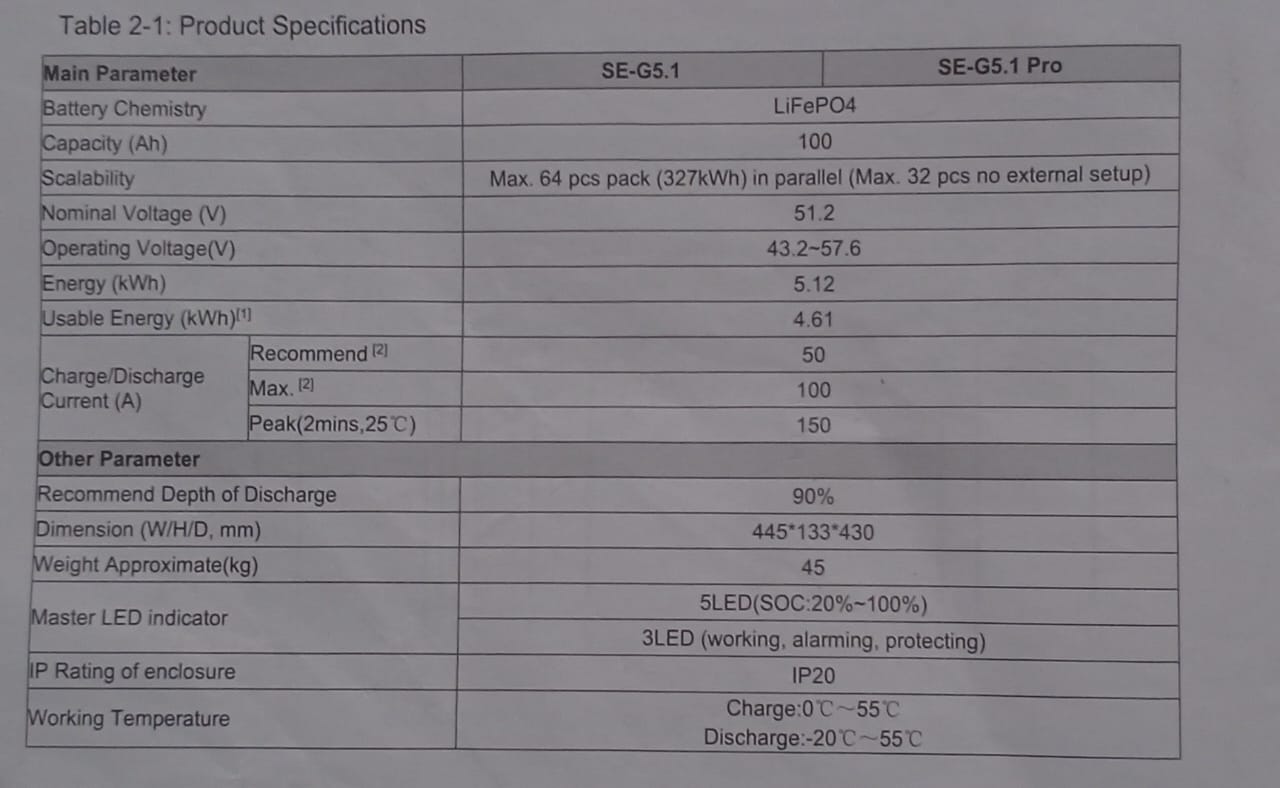 Table 2-1: Product Specifications
Main Parameter SE-G5.1 SE-G5.1 Pro
Battery Chemistry LiFePO4
Capacity (Ah) 100
Scalability Max. 64 pcs pack (327kWh) in parallel (Max. 32 pcs no external setup)
Nominal Voltage (V) 51.2
Operating Voltage(V) 43.2~57.6
Energy (kWh) 5.12
Usable Energy (kWh)[1] 4.61
Charge/Discharge
Current (A)
Recommend [2] 50
Max. [2] 100
Peak(2mins,25℃) 150
Other Parameter
Recommend Depth of Discharge 90%
Dimension (W/H/D, mm) 445*133*430
Weight Approximate(kg) 45
Master LED indicator
5LED(SOC:20%~100%)
3LED (working, alarming, protecting)
IP Rating of enclosure IP20
Working Temperature
Charge:0℃～55℃
Discharge:-20℃～55℃